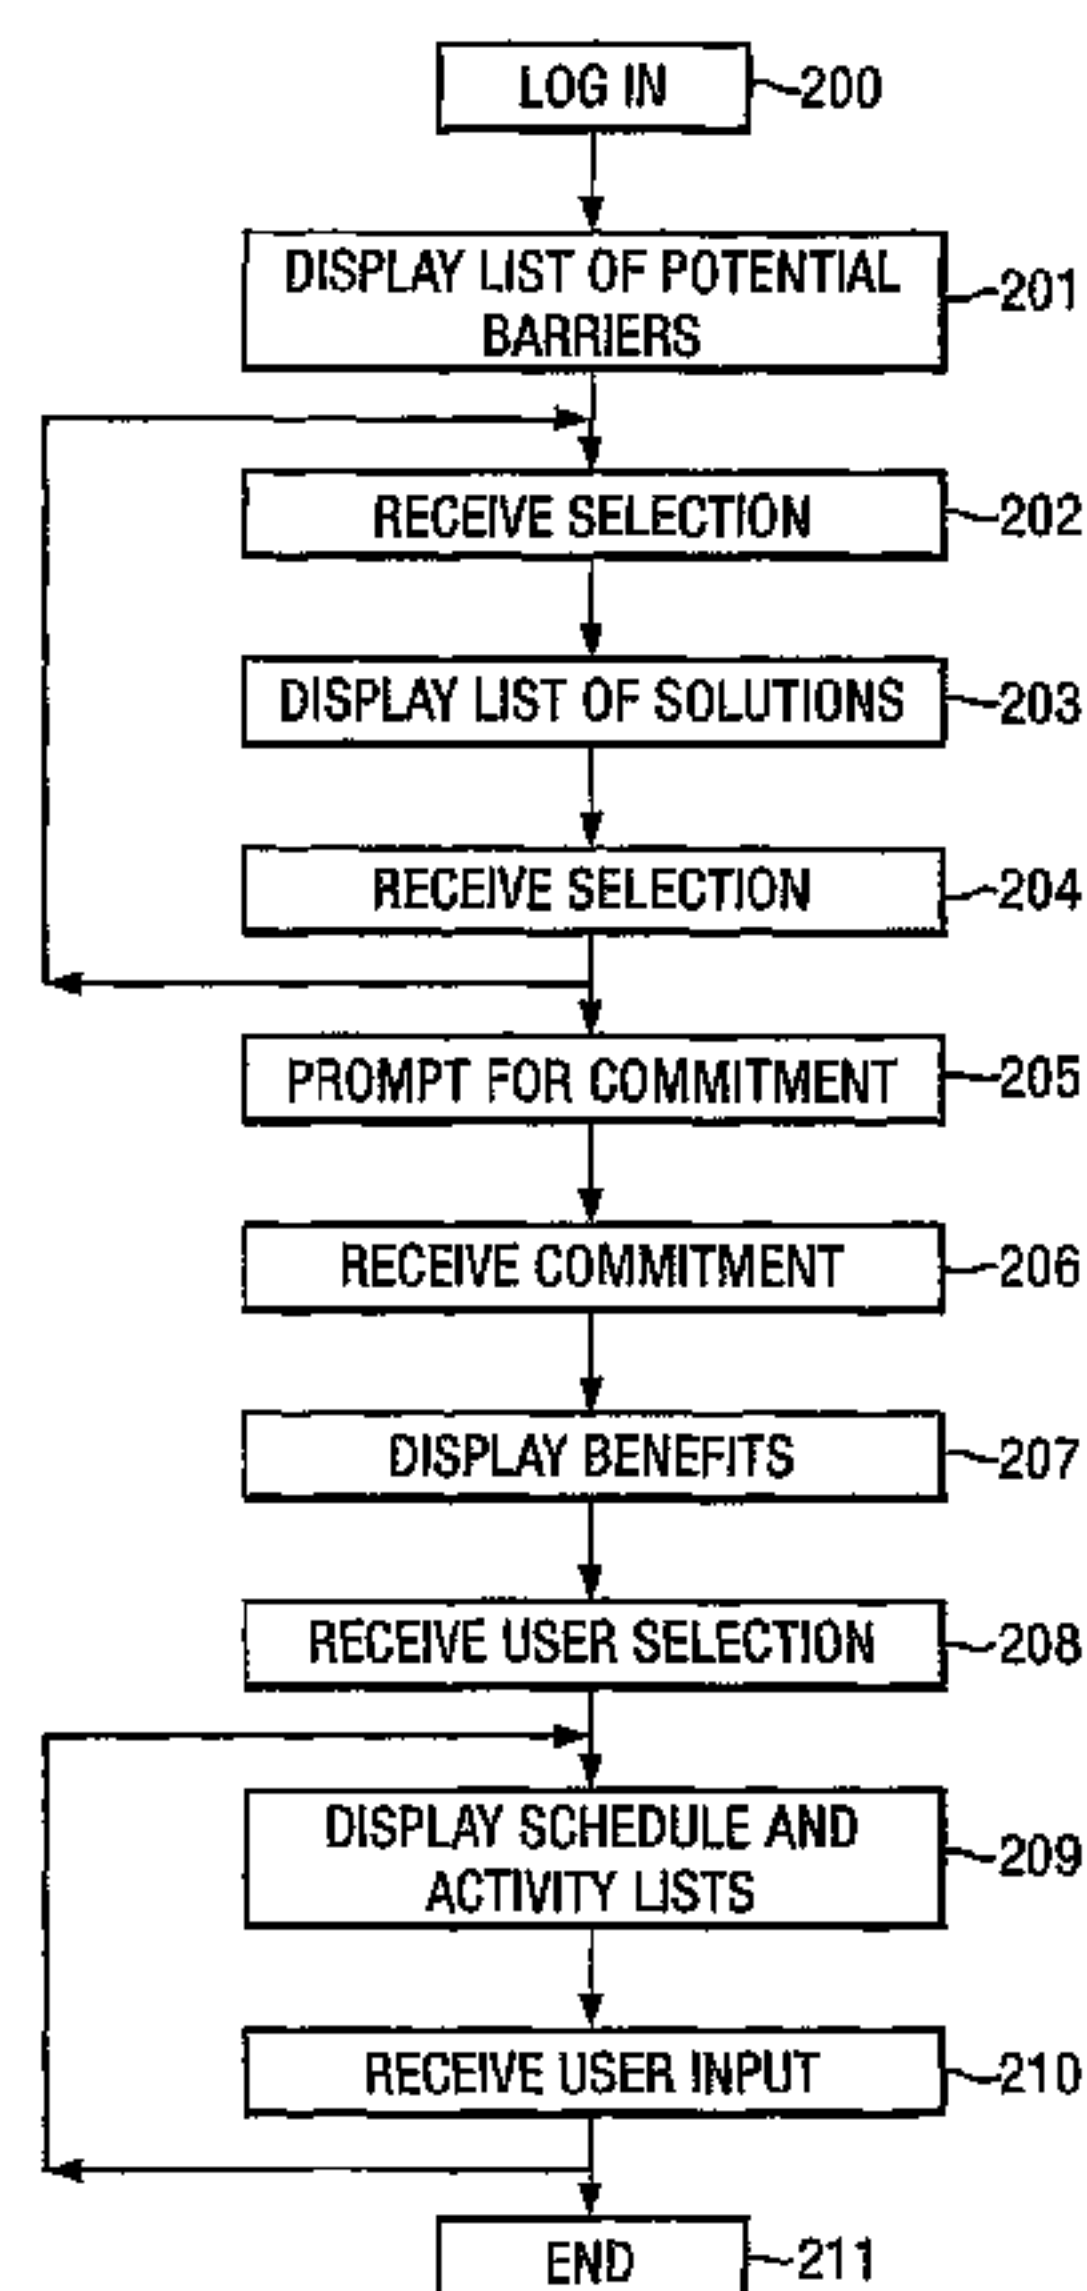 LOG IN 200
DISPLAY LIST OF POTENTIAL
BARRIERS
201
RECEIVE SELECTION 202
DISPLAY LIST OF SOLUTIONS 203
RECEIVE SELECTION 204
PROMPT FOR COMMITMENT 205
RECEIVE COMMITMENT 206
DISPLAY BENEFITS 207
RECEIVE USER SELECTION 208
DISPLAY SCHEDULE AND
ACTIVITY LISTS
209
RECEIVE USER INPUT 210
END 211